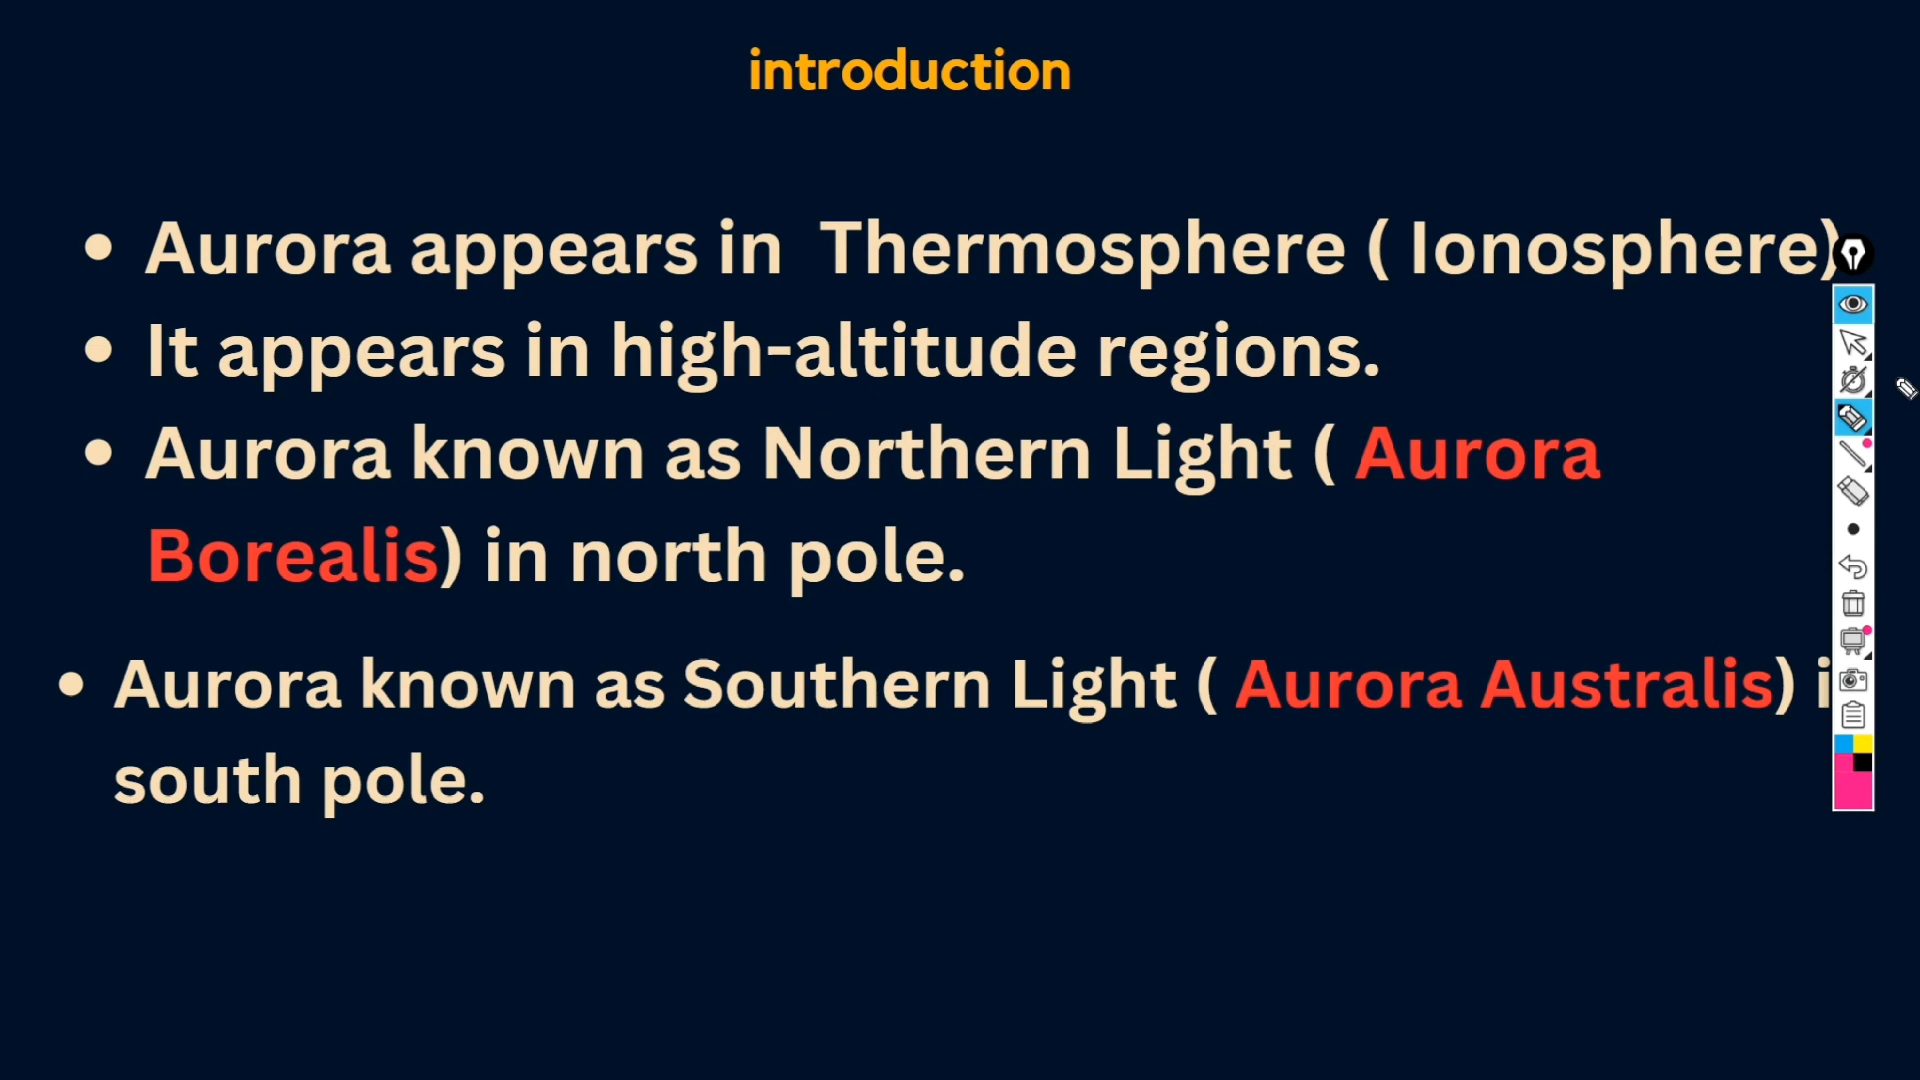 introduction
• Aurora appears in Thermosphere ( Ionosphere)
• It appears in high-altitude regions.
• Aurora known as Northern Light ( Aurora
Borealis) in north pole.
• Aurora known as Southern Light ( Aurora Australis) i
south pole.